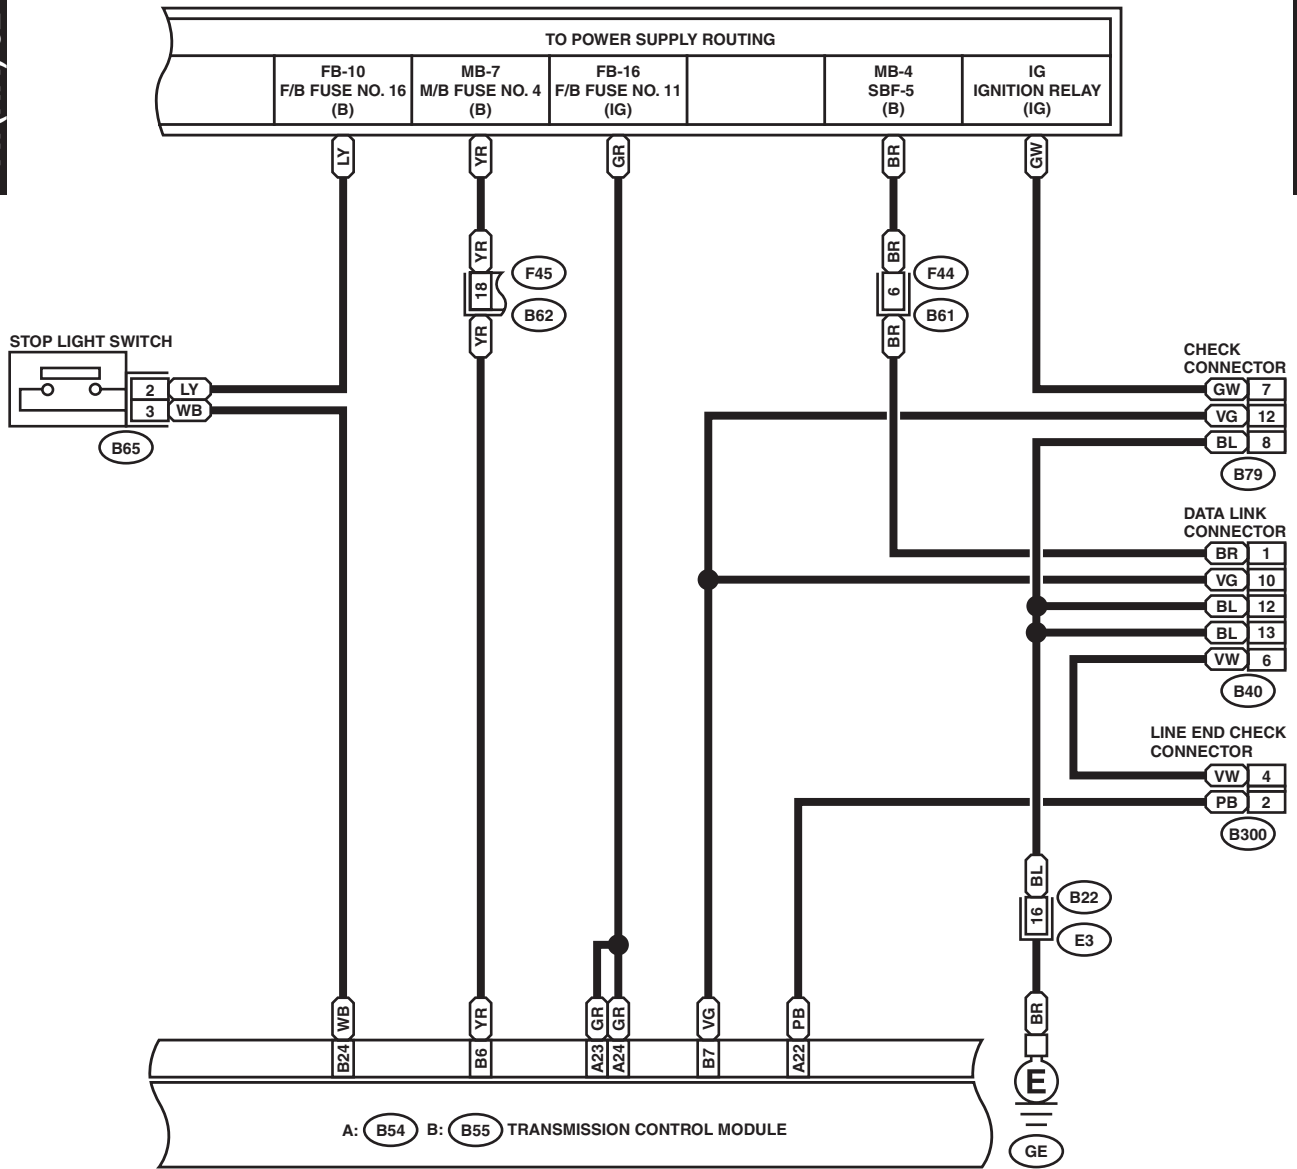 TO POWER SUPPLY ROUTING
FB-10
F/B FUSE NO. 16
(B)
MB-7
M/B FUSE NO. 4
(B)
FB-16
F/B FUSE NO. 11
(IG)
MB-4
SBF-5
(B)
IG
IGNITION RELAY
(IG)
LY
YR
GR
BR
GW
YR
18
YR
F45
B62
BR
6
BR
F44
B61
STOP LIGHT SWITCH
2 LY
3 WB
B65
CHECK
CONNECTOR
GW 7
VG 12
BL 8
B79
DATA LINK
CONNECTOR
BR 1
VG 10
BL 12
BL 13
VW 6
B40
LINE END CHECK
CONNECTOR
VW 4
PB 2
B300
BL
16
B22
E3
BR
E
GE
WB
YR
GR
GR
VG
PB
B24
B6
A23
A24
B7
A22
A: B54 B: B55 TRANSMISSION CONTROL MODULE